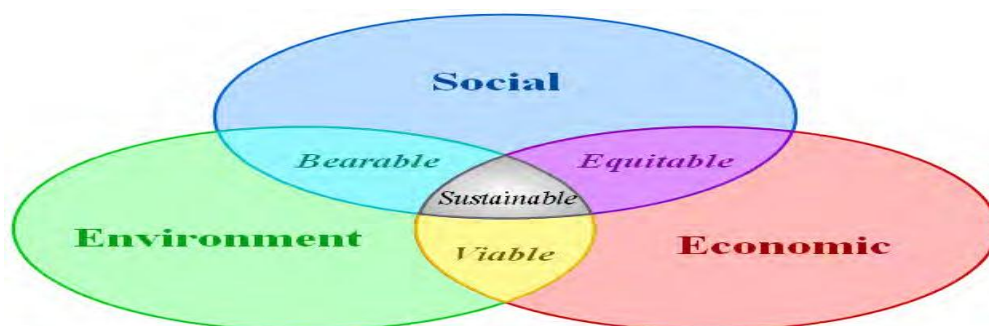 Social
Bearable
Equitable
Sustainable
Environment
Economic
Viable